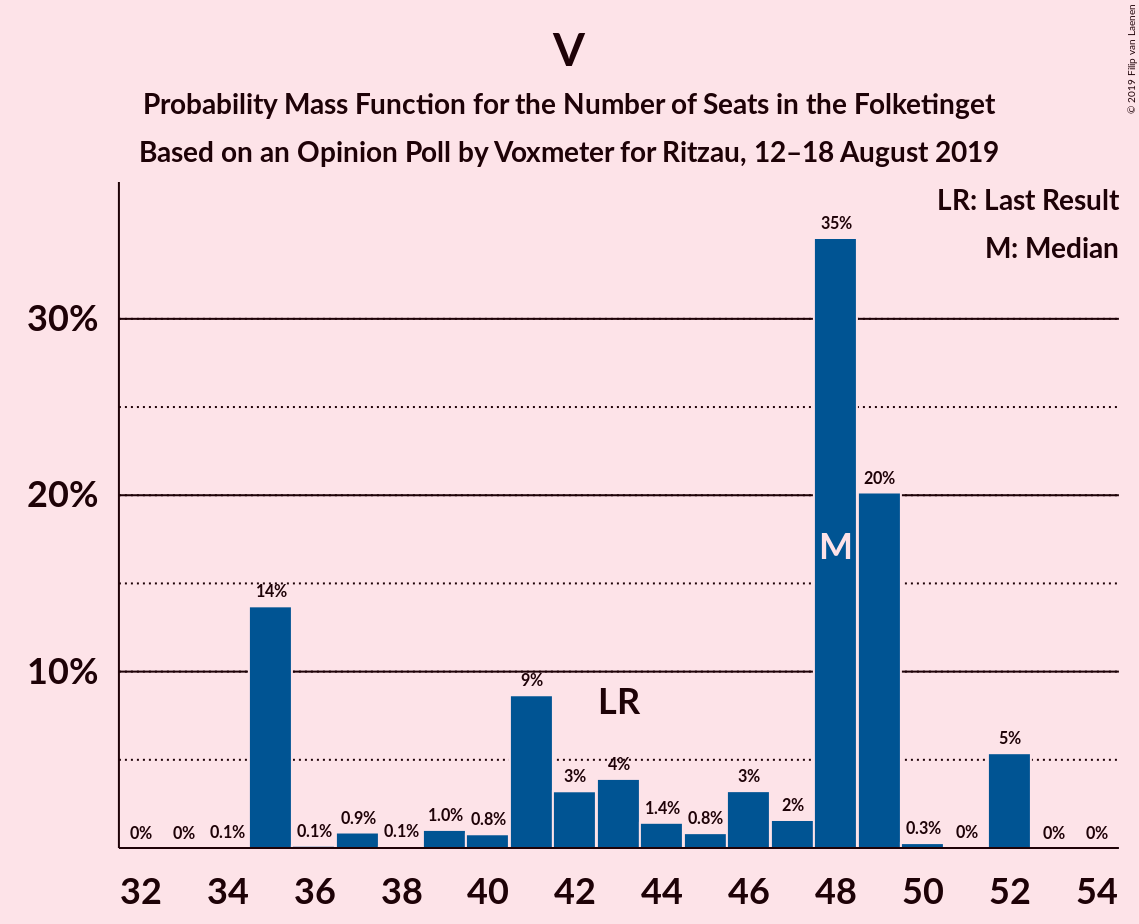 V
Probability Mass Function for the Number of Seats in the Folketinget
Based on an Opinion Poll by Voxmeter for Ritzau, 12–18 August 2019
© 2019 Filip van Laenen
LR: Last Result
M: Median
30%
20%
10%
0%
0%
0.1%
14%
0.1%
0.9%
0.1%
1.0%
0.8%
9%
3%
4%
LR
1.4%
0.8%
3%
2%
35%
M
20%
0.3%
0%
5%
0%
0%
32 34 36 38 40 42 44 46 48 50 52 54